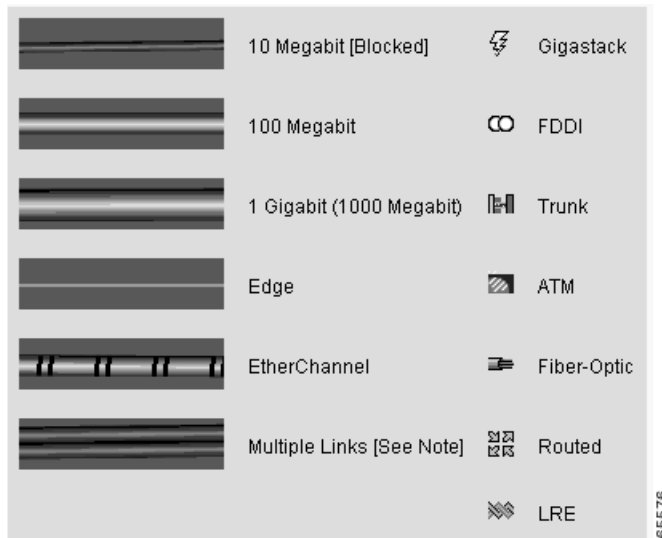 10 Megabit [Blocked] Gigastack
100 Megabit FDDI
1 Gigabit (1000 Megabit) Trunk
Edge ATM
EtherChannel Fiber-Optic
Multiple Links [See Note] Routed
LRE
65576